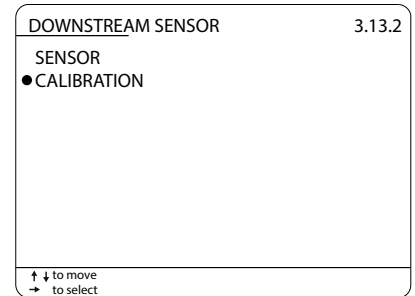 DOWNSTREAM SENSOR 3.13.2
SENSOR
●CALIBRATION
↑ ↓ to move
→ to select